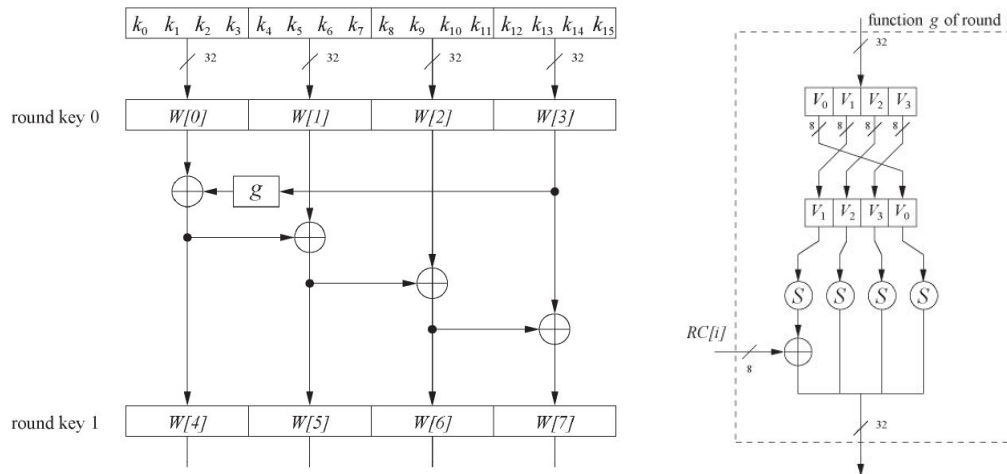 k₀ k₁ k₂ k₃ k₄ k₅ k₆ k₇ k₈ k₉ k₁₀ k₁₁ k₁₂ k₁₃ k₁₄ k₁₅
32 32 32 32
round key 0 W[0] W[1] W[2] W[3]
g
round key 1 W[4] W[5] W[6] W[7]
function g of round
32
V₀ V₁ V₂ V₃
8 8 8 8
V₁ V₂ V₃ V₀
S S S S
RC[i]
8
32